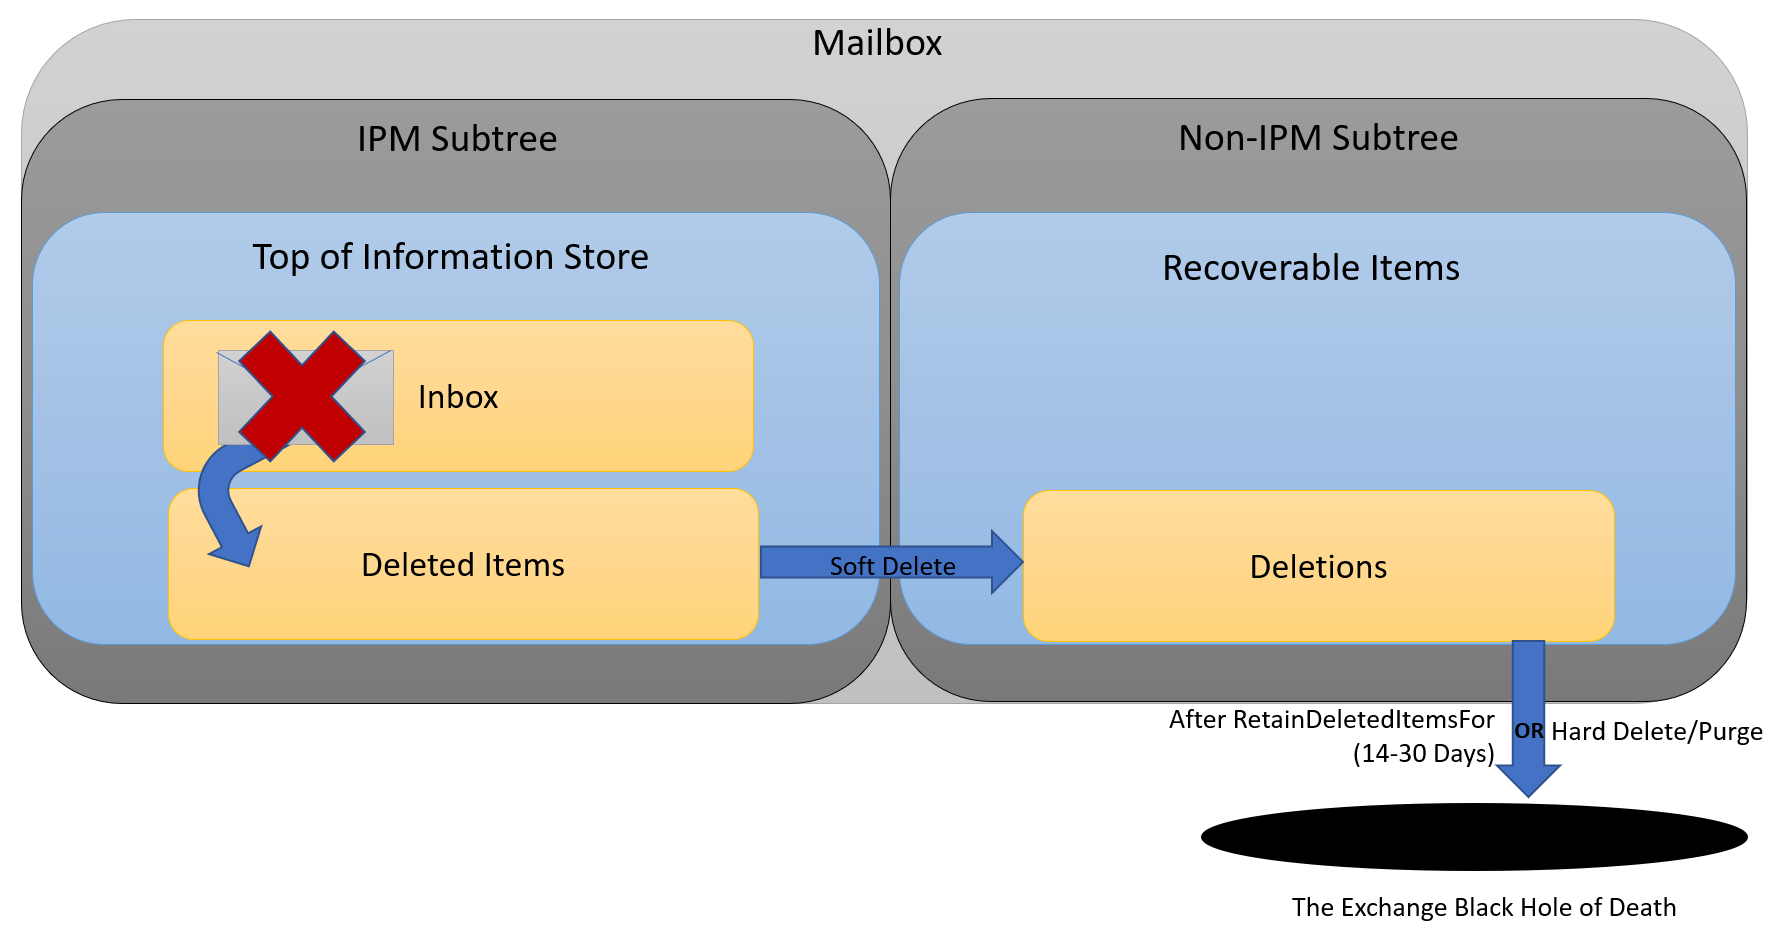 Mailbox
IPM Subtree
Non-IPM Subtree
Top of Information Store
Recoverable Items
Inbox
Deleted Items
Soft Delete
Deletions
After RetainDeletedItemsFor
(14-30 Days)
OR
Hard Delete/Purge
The Exchange Black Hole of Death